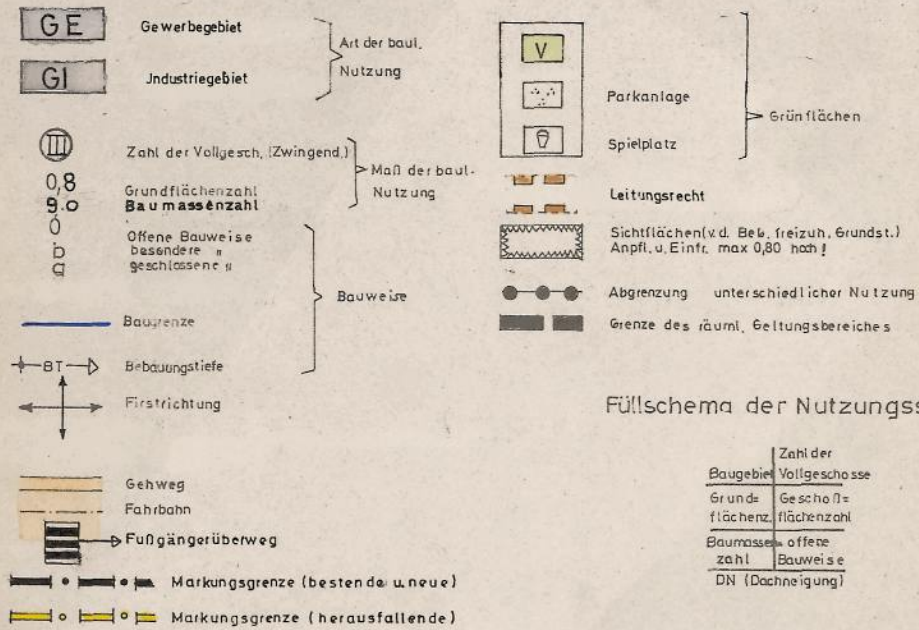 GE Gewerbegebiet
Art der baul.
Nutzung
GI Jndustriegebiet
III Zahl der Vollgesch. (Zwingend.)
Maß der baul.
Nutzung
0,8 Grundflächenzahl
9.0 Baumassenzahl
o Offene Bauweise
b besondere "
g geschlossene "
Bauweise
Baugrenze
BT Bebauungstiefe
Firstrichtung
Gehweg
Fahrbahn
Fußgängerüberweg
Markungsgrenze (bestende u. neue)
Markungsgrenze (herausfallende)
V
Parkanlage
Grünflächen
Spielplatz
Leitungsrecht
Sichtflächen (v.d. Beb. freizuh. Grundst.)
Anpfl. u. Einfr. max 0,80 hoch!
Abgrenzung unterschiedlicher Nutzung
Grenze des räuml. Geltungsbereiches
Füllschema der Nutzungss
Zahl der
Baugebiet Vollgeschosse
Grund= Geschoß=
flächenz. flächenzahl
Baumassen offene
zahl Bauweise
DN (Dachneigung)